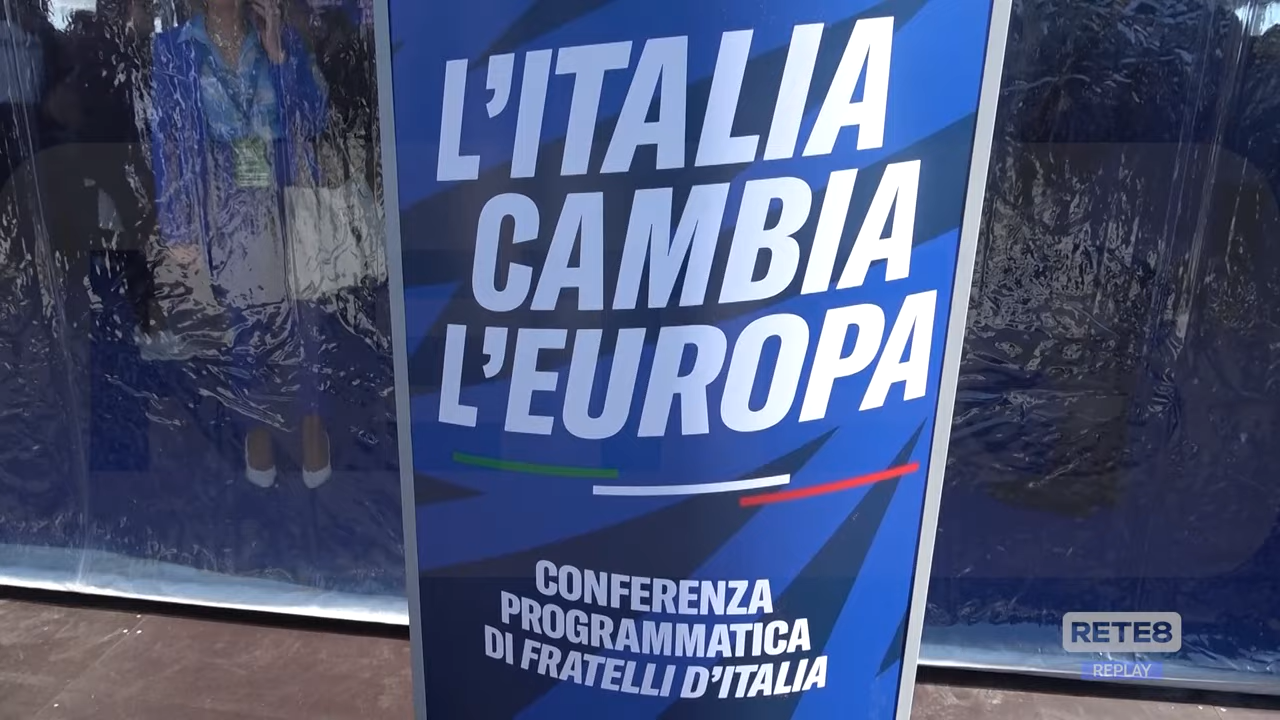 L'ITALIA
CAMBIA
L'EUROPA
CONFERENZA
PROGRAMMATICA
DI FRATELLI D'ITALIA
RETE8
REPLAY